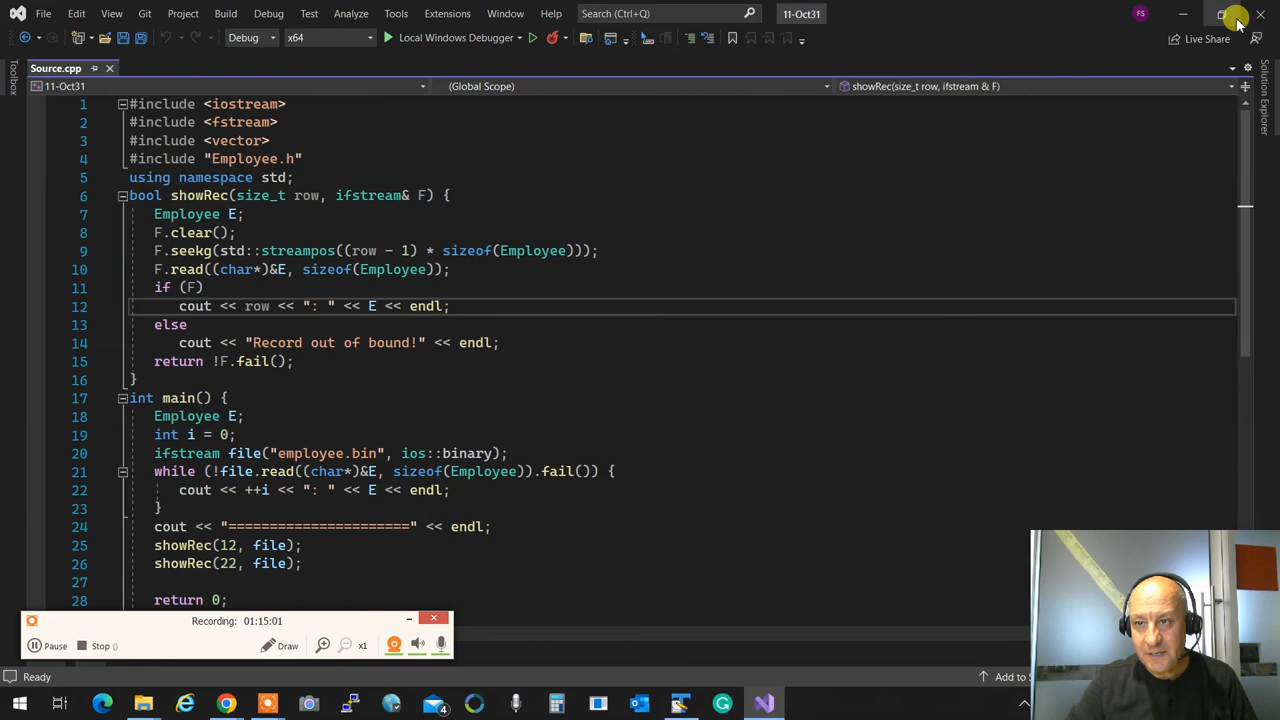 File Edit View Git Project Build Debug Test Analyze Tools Extensions Window Help Search (Ctrl+Q) 11-Oct31 FS
Debug x64 Local Windows Debugger Live Share
Toolbox
Source.cpp
11-Oct31 (Global Scope) showRec(size_t row, ifstream & F)
Solution Explorer
1 #include <iostream>
2 #include <fstream>
3 #include <vector>
4 #include "Employee.h"
5 using namespace std;
6 bool showRec(size_t row, ifstream& F) {
7 Employee E;
8 F.clear();
9 F.seekg(std::streampos((row - 1) * sizeof(Employee)));
10 F.read((char*)&E, sizeof(Employee));
11 if (F)
12 cout << row << ": " << E << endl;
13 else
14 cout << "Record out of bound!" << endl;
15 return !F.fail();
16 }
17 int main() {
18 Employee E;
19 int i = 0;
20 ifstream file("employee.bin", ios::binary);
21 while (!file.read((char*)&E, sizeof(Employee)).fail()) {
22 cout << ++i << ": " << E << endl;
23 }
24 cout << "======================" << endl;
25 showRec(12, file);
26 showRec(22, file);
27
28 return 0;
Recording: 01:15:01
Pause Stop () Draw x1
Ready Add to S
4